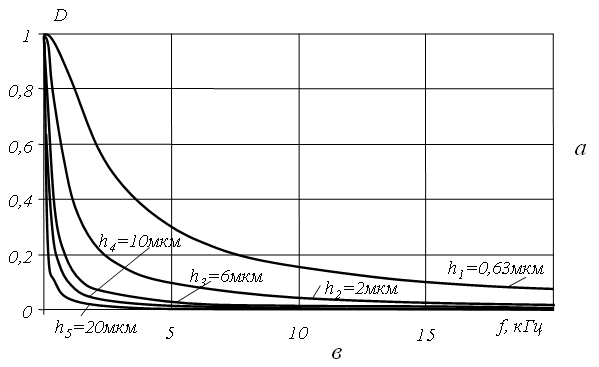 D
1
0,8
а
0,6
0,4
h4=10мкм
h3=6мкм
h1=0,63мкм
0,2
h2=2мкм
0
h5=20мкм
5
10
15
f, кГц
в